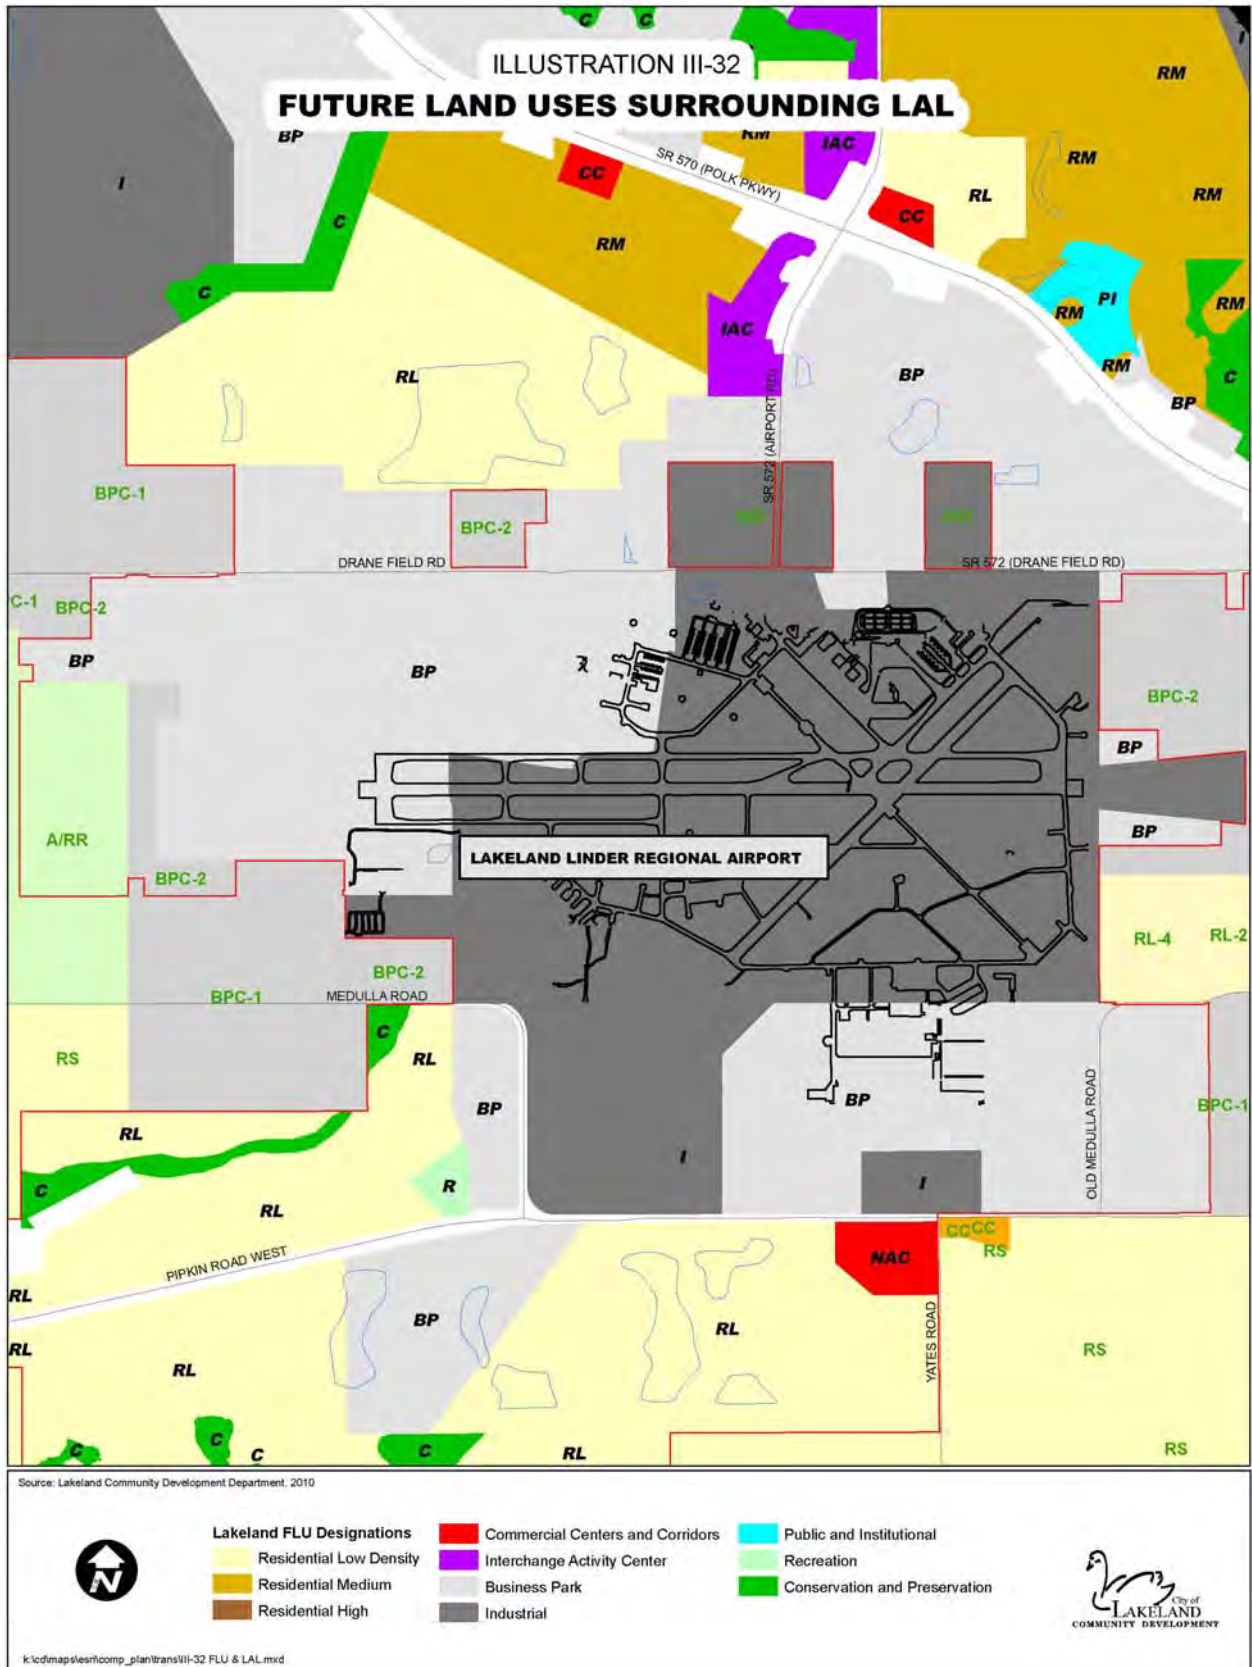 C
C
I
ILLUSTRATION III-32
FUTURE LAND USES SURROUNDING LAL
RM
BP
RM
IAC
SR 570 (POLK PKWY)
RM
I
CC
RL
RM
CC
C
RM
C
PI
RM
RM
IAC
RM
RL
BP
C
SR 572 (AIRPORT RD)
BP
BPC-1
BPC-2
IND
IND
DRANE FIELD RD
SR 572 (DRANE FIELD RD)
C-1
BPC-2
BP
BP
BPC-2
BP
A/RR
BP
LAKELAND LINDER REGIONAL AIRPORT
BPC-2
RL-4
RL-2
BPC-2
BPC-1
MEDULLA ROAD
C
RS
RL
BP
BP
OLD MEDULLA ROAD
BPC-1
RL
I
R
I
C
RL
PIPKIN ROAD WEST
CC
CC
RS
NAC
RL
BP
RL
YATES ROAD
RL
RL
RS
C
C
C
C
RL
RS
Source: Lakeland Community Development Department, 2010
N
Lakeland FLU Designations
Residential Low Density
Residential Medium
Residential High
Commercial Centers and Corridors
Interchange Activity Center
Business Park
Industrial
Public and Institutional
Recreation
Conservation and Preservation
City of
LAKELAND
COMMUNITY DEVELOPMENT
k:\cd\maps\esri\comp_plan\trans\III-32 FLU & LAL.mxd